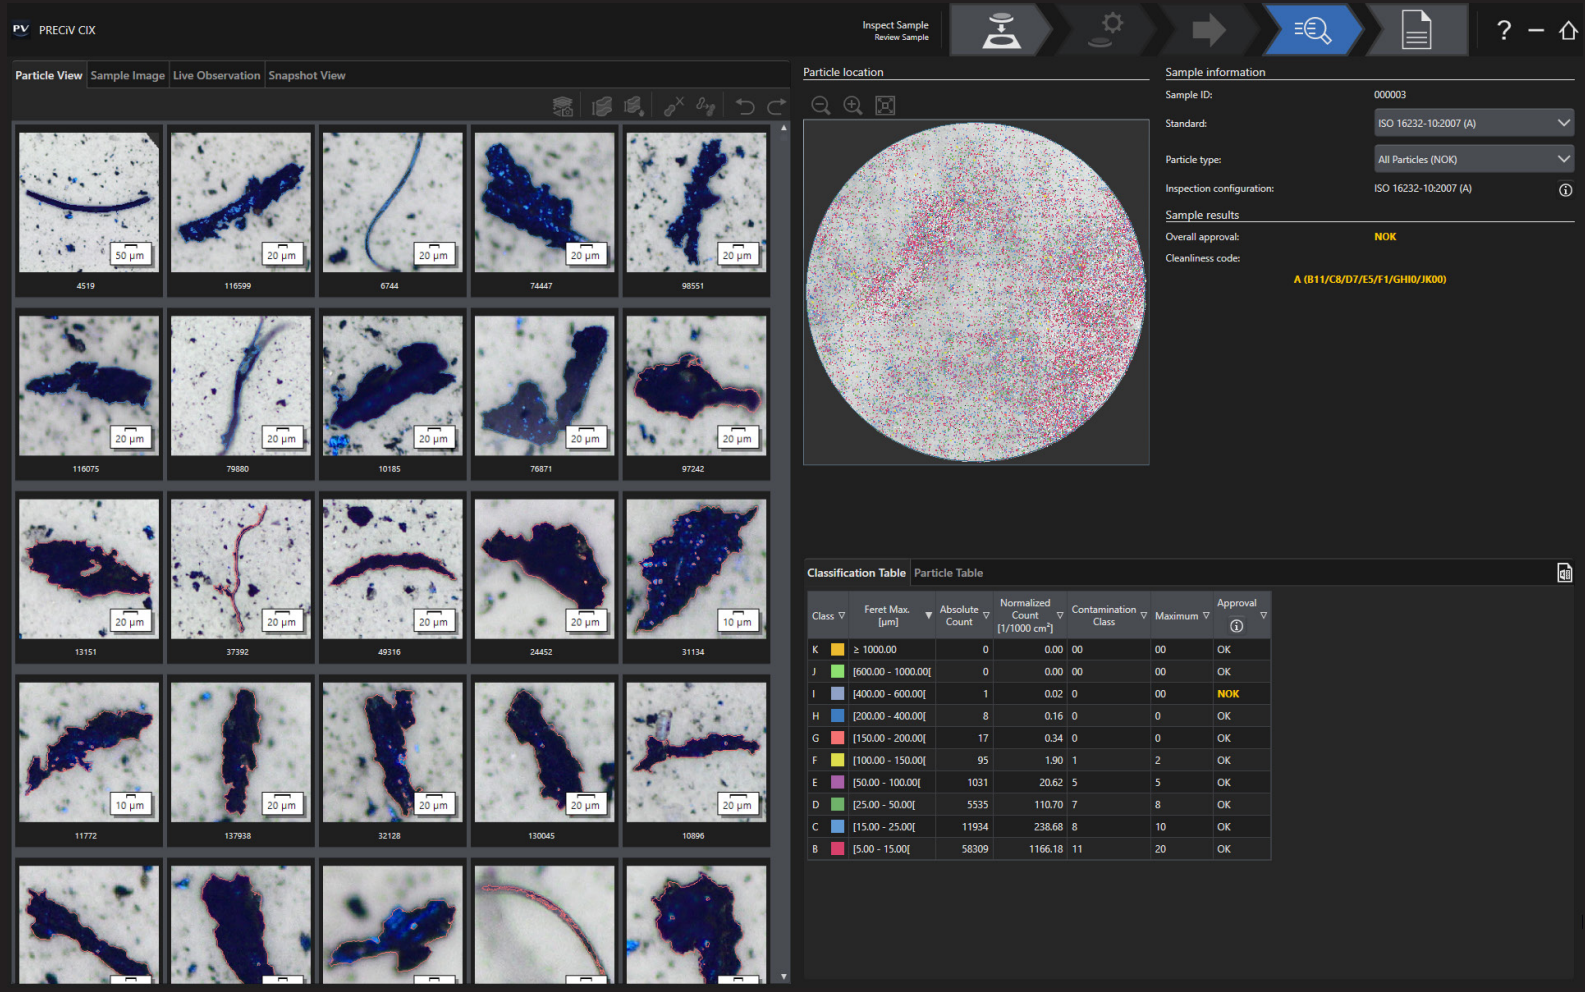 PV PRECiV CIX
Inspect Sample
Review Sample
?
Particle View Sample Image Live Observation Snapshot View
50 µm 20 µm 20 µm 20 µm 20 µm
4519 116599 6744 74447 98551
20 µm 20 µm 20 µm 20 µm 20 µm
116075 79880 10185 76871 97242
20 µm 20 µm 20 µm 20 µm 10 µm
13151 37392 49316 24452 31134
10 µm 20 µm 20 µm 20 µm 20 µm
11772 137938 32128 130045 10896
Particle location
Sample information
Sample ID: 000003
Standard: ISO 16232-10:2007 (A)
Particle type: All Particles (NOK)
Inspection configuration: ISO 16232-10:2007 (A)
Sample results
Overall approval: NOK
Cleanliness code:
A (B11/C8/D7/E5/F1/GHI0/JK00)
Classification Table Particle Table
Class Feret Max. [µm] Absolute Count Normalized Count [1/1000 cm²] Contamination Class Maximum Approval
K ≥ 1000.00 0 0.00 00 00 OK
J [600.00 - 1000.00[ 0 0.00 00 00 OK
I [400.00 - 600.00[ 1 0.02 0 00 NOK
H [200.00 - 400.00[ 8 0.16 0 0 OK
G [150.00 - 200.00[ 17 0.34 0 0 OK
F [100.00 - 150.00[ 95 1.90 1 2 OK
E [50.00 - 100.00[ 1031 20.62 5 5 OK
D [25.00 - 50.00[ 5535 110.70 7 8 OK
C [15.00 - 25.00[ 11934 238.68 8 10 OK
B [5.00 - 15.00[ 58309 1166.18 11 20 OK